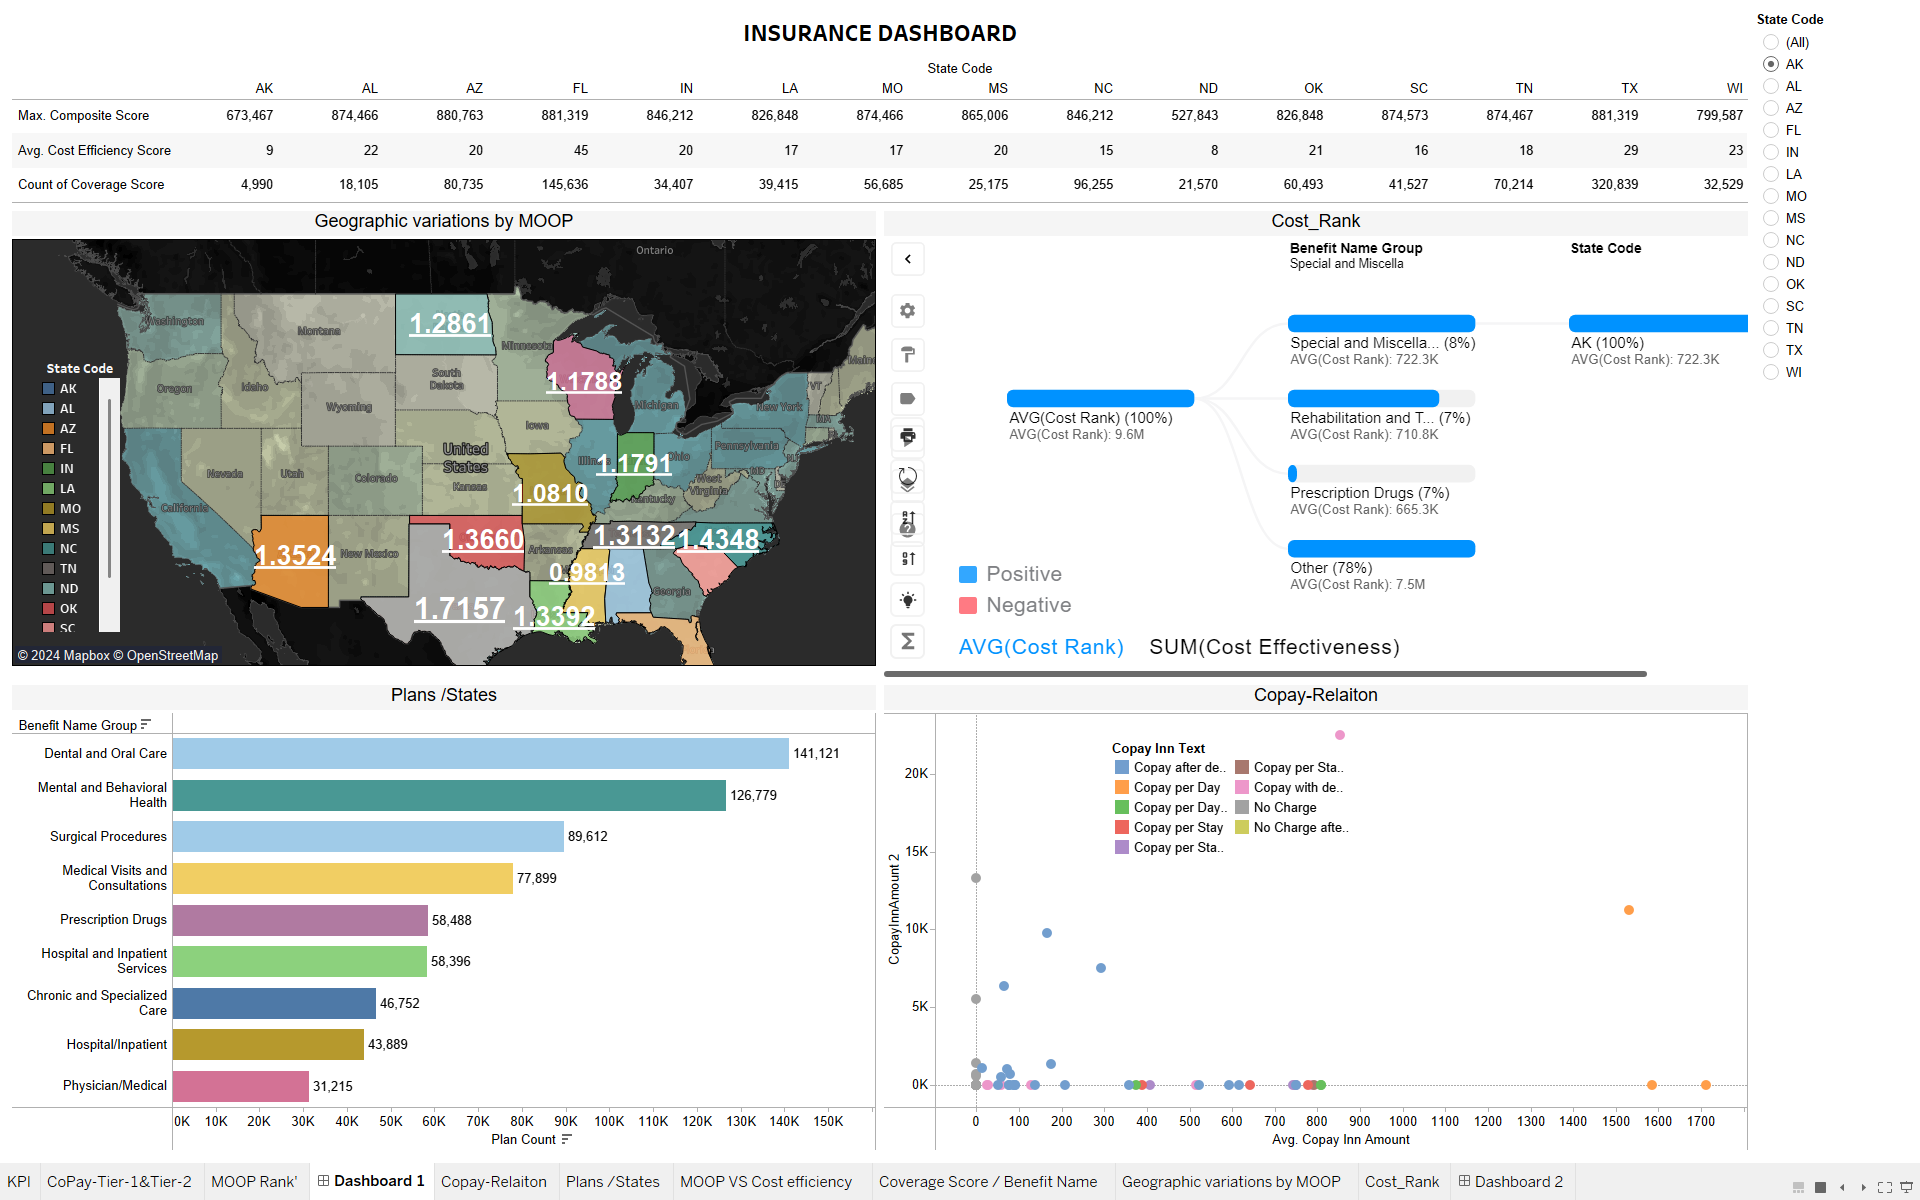 INSURANCE DASHBOARD
State Code
AK AL AZ FL IN LA MO MS NC ND OK SC TN TX WI
Max. Composite Score 673,467 874,466 880,763 881,319 846,212 826,848 874,466 865,006 846,212 527,843 826,848 874,573 874,467 881,319 799,587
Avg. Cost Efficiency Score 9 22 20 45 20 17 17 20 15 8 21 16 18 29 23
Count of Coverage Score 4,990 18,105 80,735 145,636 34,407 39,415 56,685 25,175 96,255 21,570 60,493 41,527 70,214 320,839 32,529
State Code
(All)
AK
AL
AZ
FL
IN
LA
MO
MS
NC
ND
OK
SC
TN
TX
WI
Geographic variations by MOOP
Ontario
Washington
Montana
1.2861
Minnesota
Maine
Oregon
Idaho
South
Dakota
1.1788
VT
Wyoming
Michigan
New York
MA
Iowa
United
States
Pennsylvania
Nevada
Utah
Colorado
Kansas
Illinois
1.1791
Ohio
NJ
MD
West
Virginia
California
1.0810
Kentucky
1.3524
New Mexico
1.3660
Arkansas
1.3132
1.4348
0.9813
Georgia
1.7157
1.3392
Florida
State Code
AK
AL
AZ
FL
IN
LA
MO
MS
NC
TN
ND
OK
SC
© 2024 Mapbox © OpenStreetMap
Cost_Rank
Benefit Name Group
Special and Miscella
State Code
Special and Miscella... (8%)
AVG(Cost Rank): 722.3K
AK (100%)
AVG(Cost Rank): 722.3K
AVG(Cost Rank) (100%)
AVG(Cost Rank): 9.6M
Rehabilitation and T... (7%)
AVG(Cost Rank): 710.8K
Prescription Drugs (7%)
AVG(Cost Rank): 665.3K
Other (78%)
AVG(Cost Rank): 7.5M
Positive
Negative
AVG(Cost Rank) SUM(Cost Effectiveness)
Plans /States
Benefit Name Group
Dental and Oral Care 141,121
Mental and Behavioral
Health 126,779
Surgical Procedures 89,612
Medical Visits and
Consultations 77,899
Prescription Drugs 58,488
Hospital and Inpatient
Services 58,396
Chronic and Specialized
Care 46,752
Hospital/Inpatient 43,889
Physician/Medical 31,215
0K 10K 20K 30K 40K 50K 60K 70K 80K 90K 100K 110K 120K 130K 140K 150K
Plan Count
Copay-Relaiton
Copay Inn Text
Copay after de.. Copay per Sta..
Copay per Day Copay with de..
Copay per Day.. No Charge
Copay per Stay No Charge afte..
Copay per Sta..
20K
15K
10K
5K
0K
CopayInnAmount 2
0 100 200 300 400 500 600 700 800 900 1000 1100 1200 1300 1400 1500 1600 1700
Avg. Copay Inn Amount
KPI CoPay-Tier-1&Tier-2 MOOP Rank' Dashboard 1 Copay-Relaiton Plans /States MOOP VS Cost efficiency Coverage Score / Benefit Name Geographic variations by MOOP Cost_Rank Dashboard 2